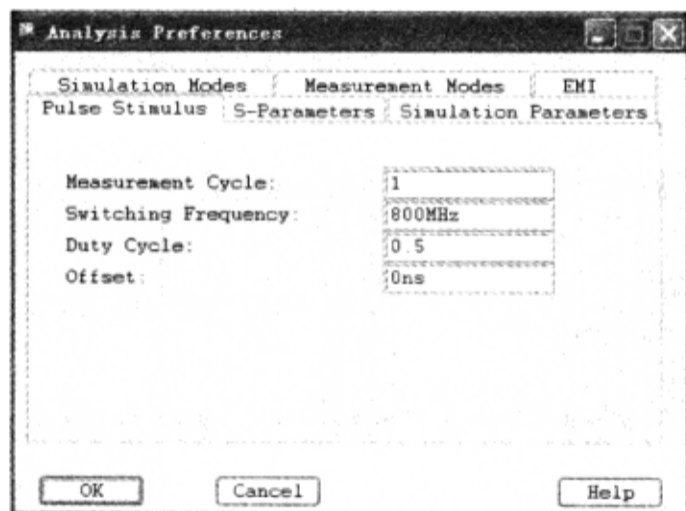 Analysis Preferences
Simulation Modes Measurement Modes EMI
Pulse Stimulus S-Parameters Simulation Parameters
Measurement Cycle: 1
Switching Frequency: 800MHz
Duty Cycle: 0.5
Offset: 0ns
OK Cancel Help